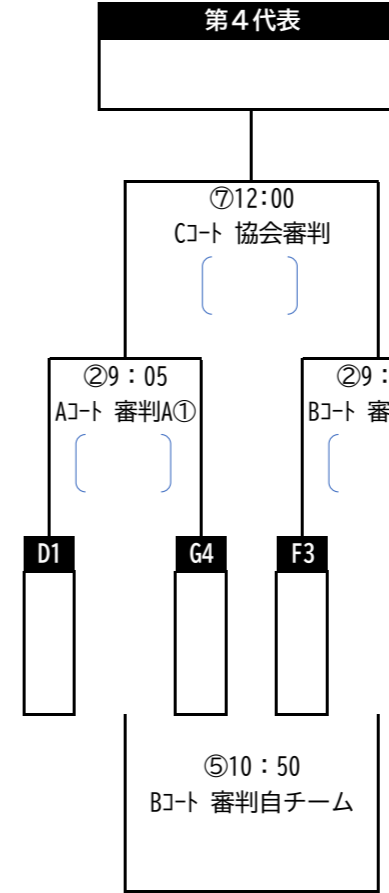 第４代表
⑦12:00
Cｺｰﾄ 協会審判
②9：05
②9：
Aｺｰﾄ 審判A①
Bｺｰﾄ 審
D1
G4
F3
⑤10：50
Bｺｰﾄ 審判自チーム